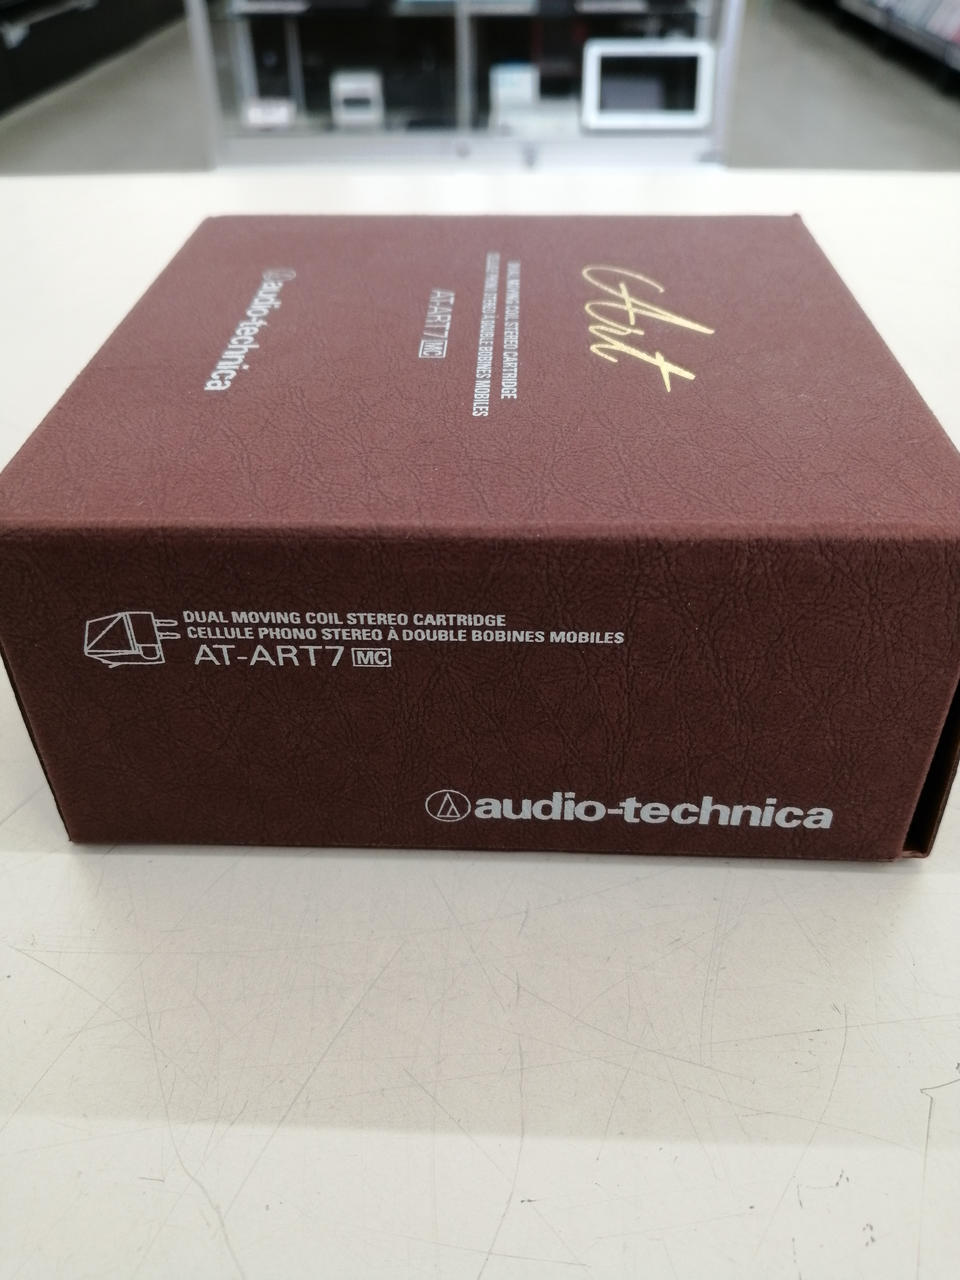 Art
DUAL MOVING COIL STEREO CARTRIDGE
CELLULE PHONO STEREO À DOUBLE BOBINES MOBILES
AT-ART7 MC
audio-technica
DUAL MOVING COIL STEREO CARTRIDGE
CELLULE PHONO STEREO À DOUBLE BOBINES MOBILES
AT-ART7 MC
audio-technica